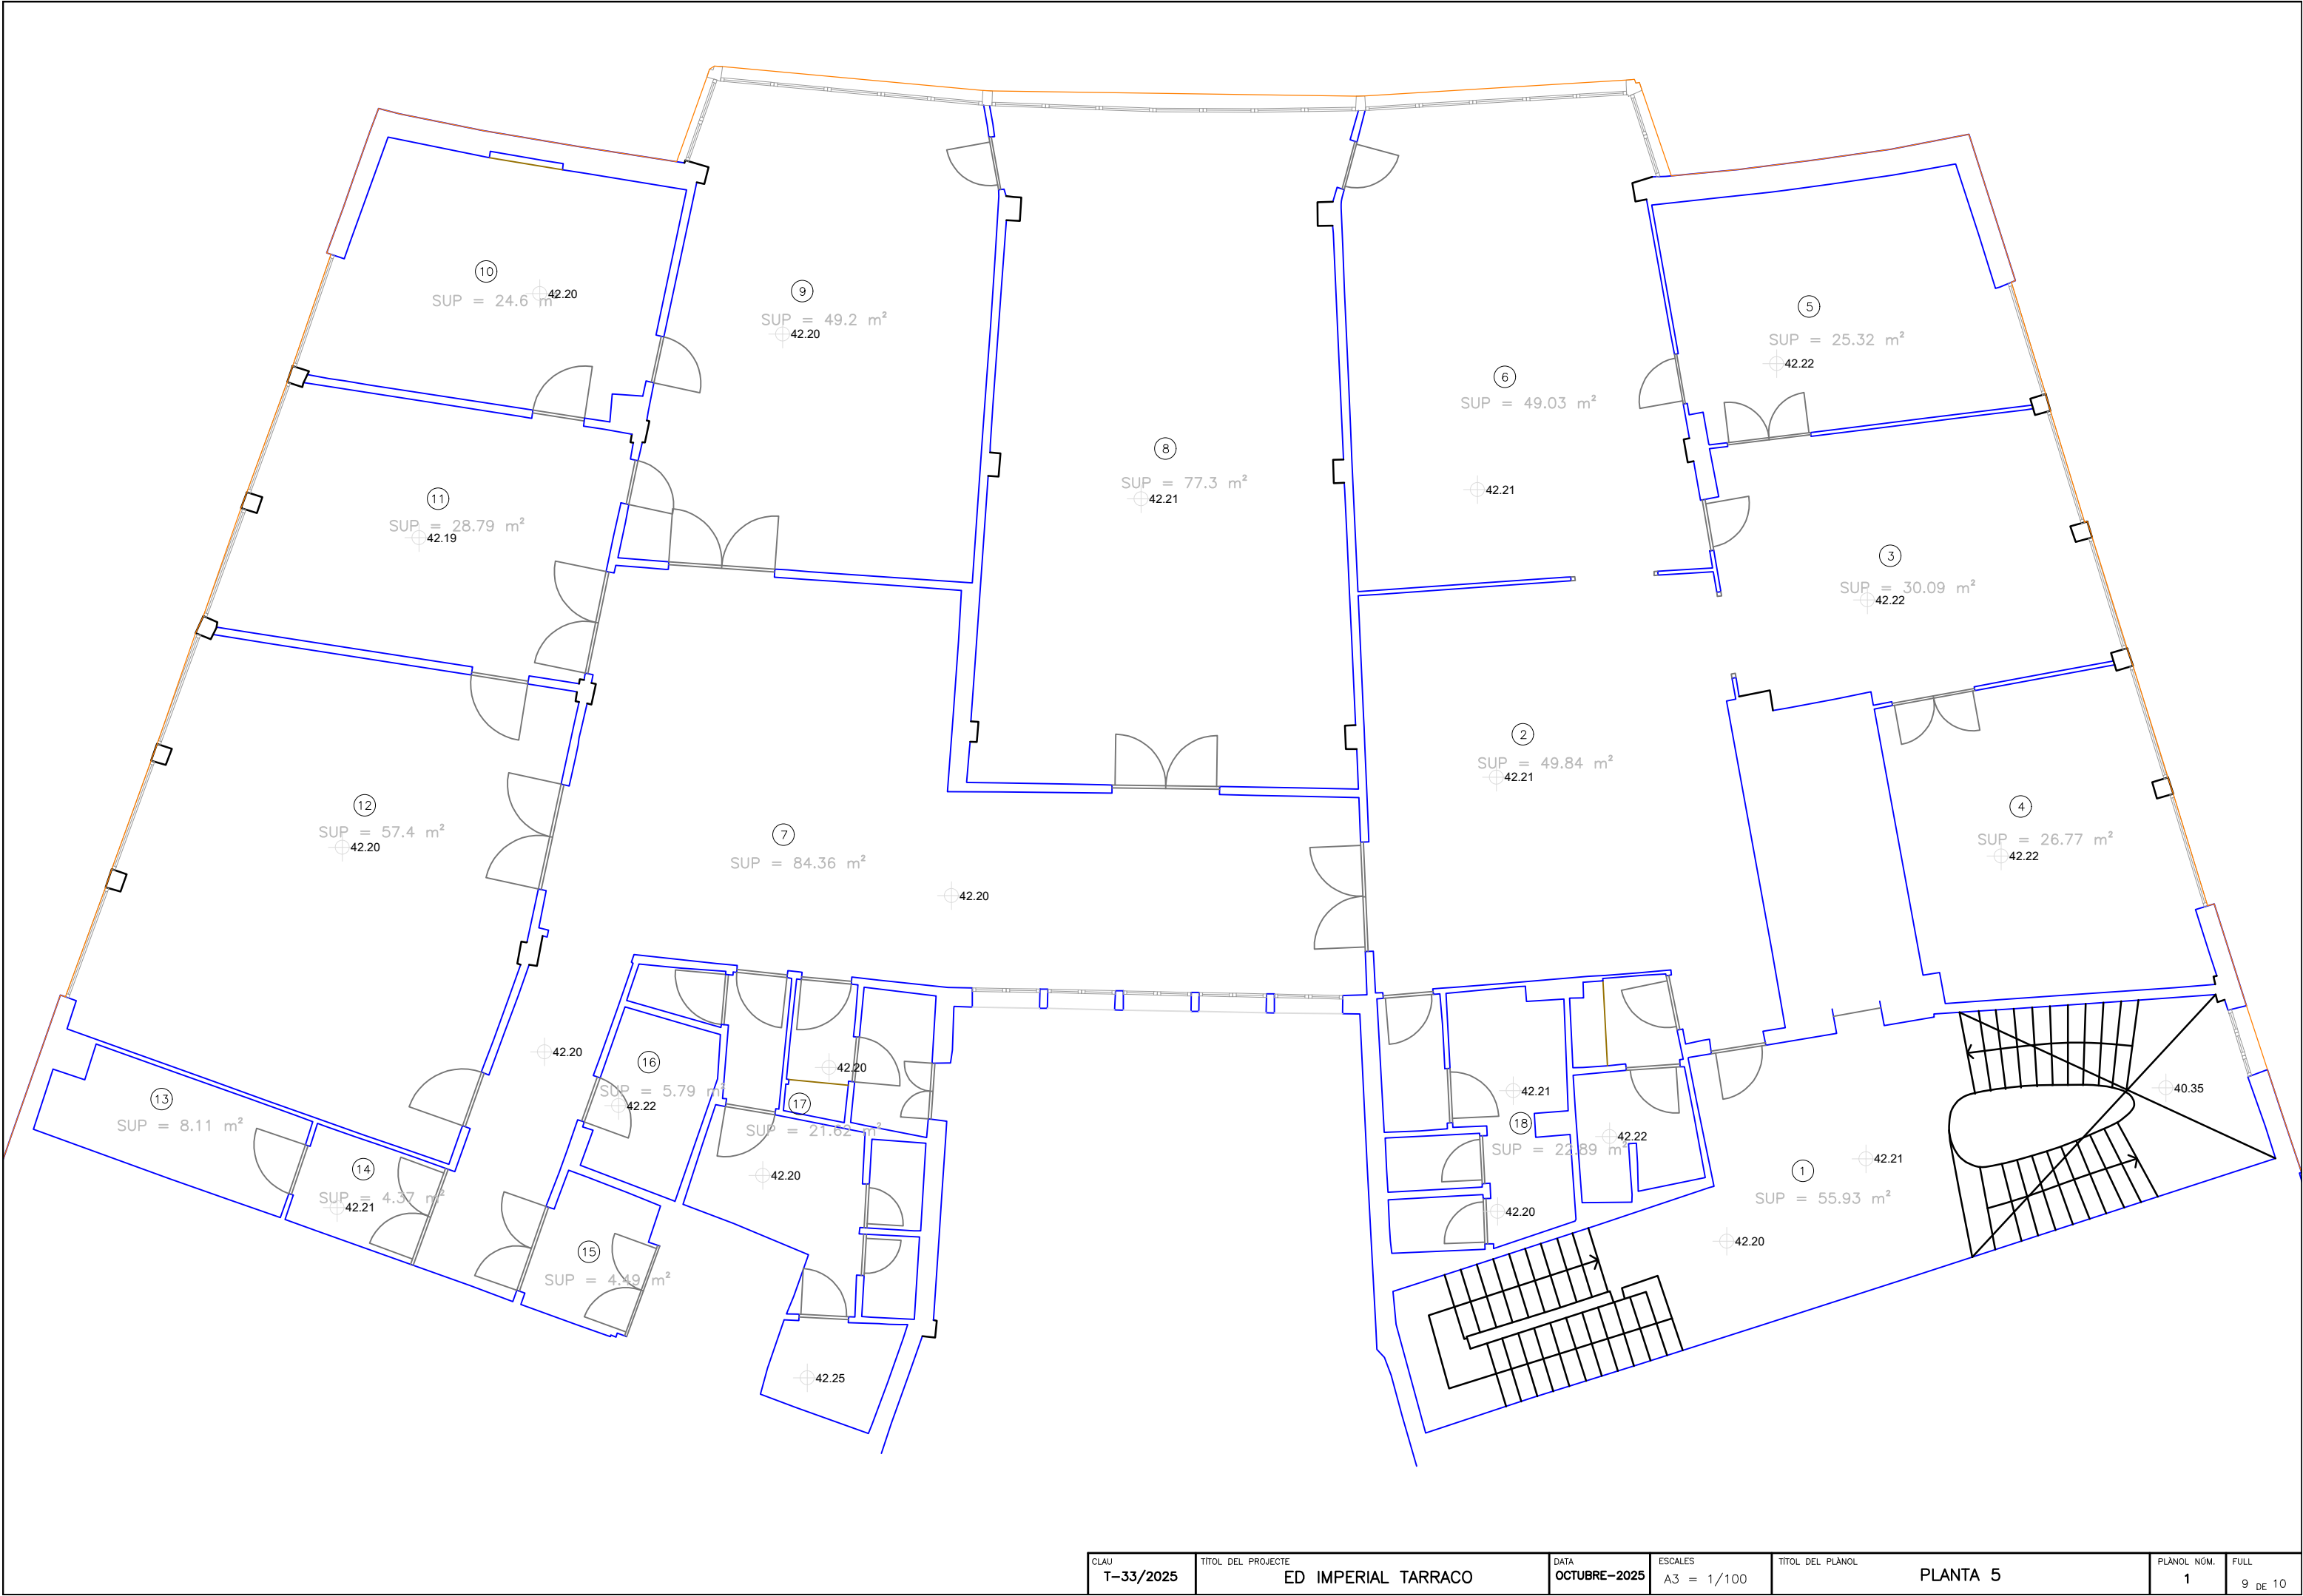 10
SUP = 24.6 m²
42.20
9
SUP = 49.2 m²
42.20
5
SUP = 25.32 m²
42.22
6
SUP = 49.03 m²
42.21
8
SUP = 77.3 m²
42.21
11
SUP = 28.79 m²
42.19
3
SUP = 30.09 m²
42.22
2
SUP = 49.84 m²
42.21
12
SUP = 57.4 m²
42.20
7
SUP = 84.36 m²
42.20
4
SUP = 26.77 m²
42.22
42.20
16
SUP = 5.79 m²
42.22
42.20
17
SUP = 21.62 m²
42.20
42.21
18
SUP = 22.89 m²
42.22
42.20
40.35
42.21
1
SUP = 55.93 m²
42.20
13
SUP = 8.11 m²
14
SUP = 4.37 m²
42.21
15
SUP = 4.49 m²
42.25
CLAU
T-33/2025
TÍTOL DEL PROJECTE
ED IMPERIAL TARRACO
DATA
OCTUBRE-2025
ESCALES
A3 = 1/100
TÍTOL DEL PLÀNOL
PLANTA 5
PLÀNOL NÚM.
1
FULL
9 DE 10